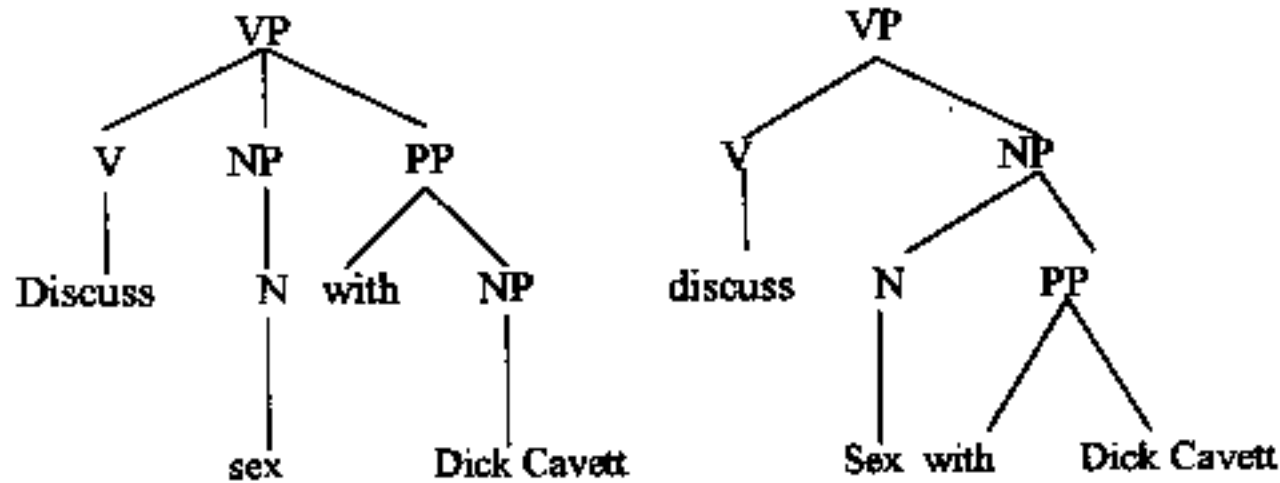 VP VP
V NP PP V NP
Discuss N with NP discuss N PP
sex Dick Cavett Sex with Dick Cavett